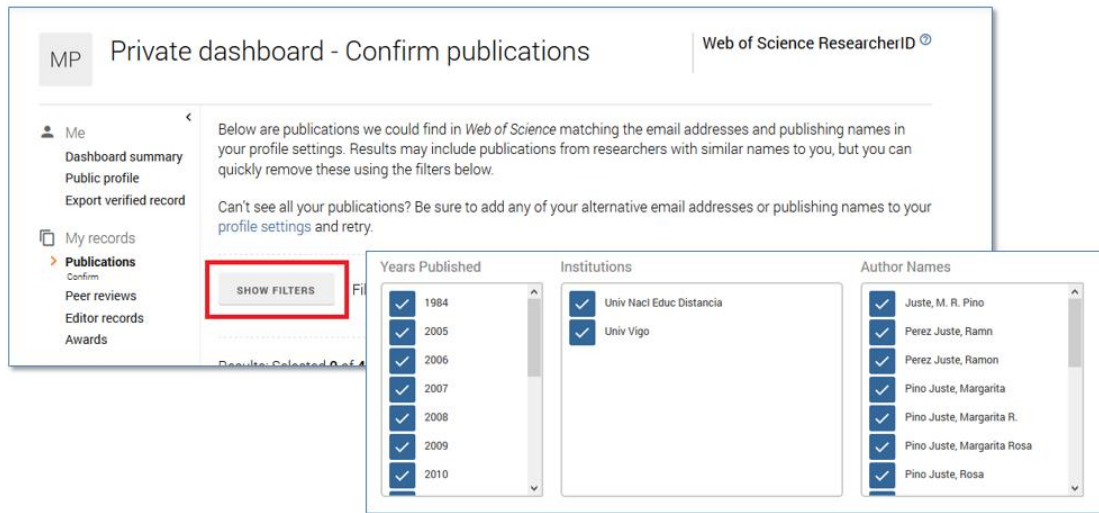 MP
Private dashboard - Confirm publications
Web of Science ResearcherID
Me
Dashboard summary
Public profile
Export verified record
My records
Publications
Confirm
Peer reviews
Editor records
Awards
Below are publications we could find in Web of Science matching the email addresses and publishing names in
your profile settings. Results may include publications from researchers with similar names to you, but you can
quickly remove these using the filters below.
Can't see all your publications? Be sure to add any of your alternative email addresses or publishing names to your
profile settings and retry.
SHOW FILTERS
Years Published
1984
2005
2006
2007
2008
2009
2010
Institutions
Univ Nacl Educ Distancia
Univ Vigo
Author Names
Juste, M. R. Pino
Perez Juste, Ramn
Perez Juste, Ramon
Pino Juste, Margarita
Pino Juste, Margarita R.
Pino Juste, Margarita Rosa
Pino Juste, Rosa